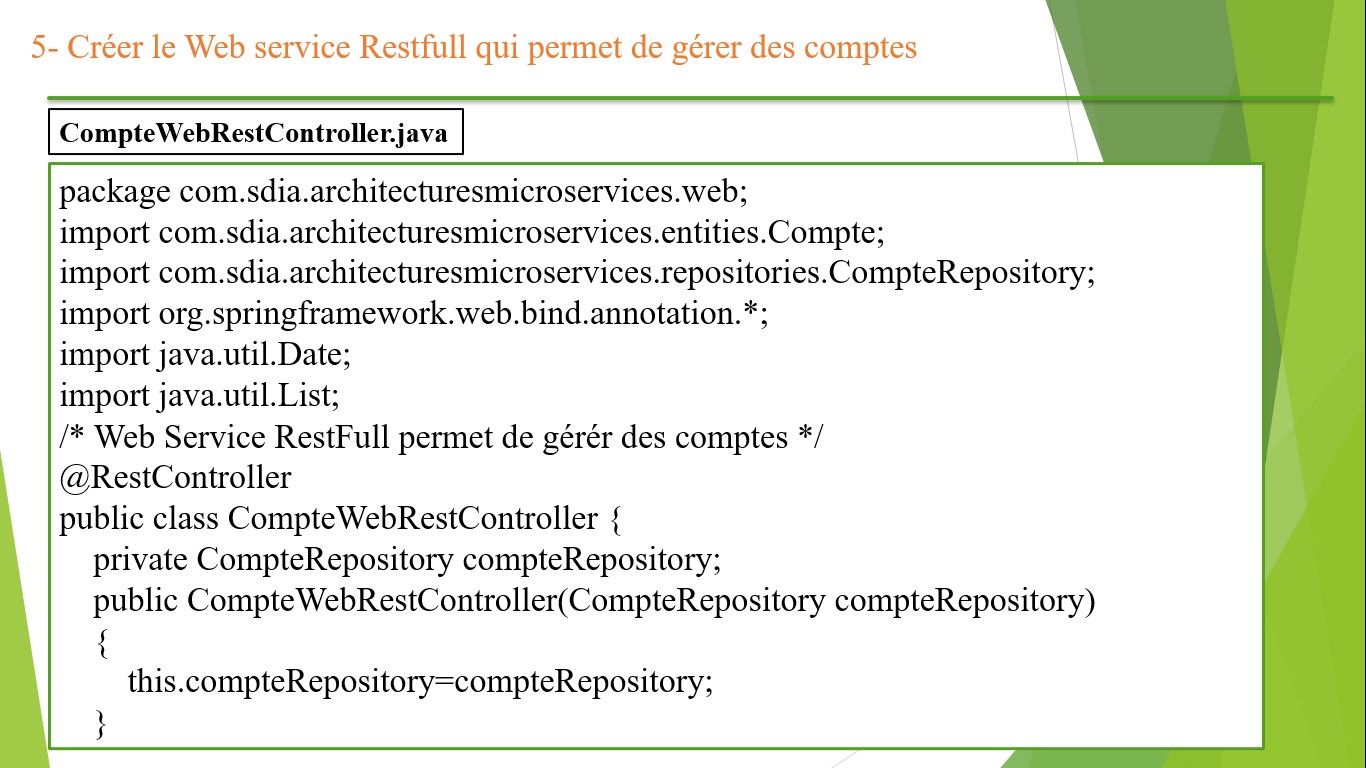 5- Créer le Web service Restfull qui permet de gérer des comptes
CompteWebRestController.java
package com.sdia.architecturesmicroservices.web;
import com.sdia.architecturesmicroservices.entities.Compte;
import com.sdia.architecturesmicroservices.repositories.CompteRepository;
import org.springframework.web.bind.annotation.*;
import java.util.Date;
import java.util.List;
/* Web Service RestFull permet de gérér des comptes */
@RestController
public class CompteWebRestController {
private CompteRepository compteRepository;
public CompteWebRestController(CompteRepository compteRepository)
{
this.compteRepository=compteRepository;
}